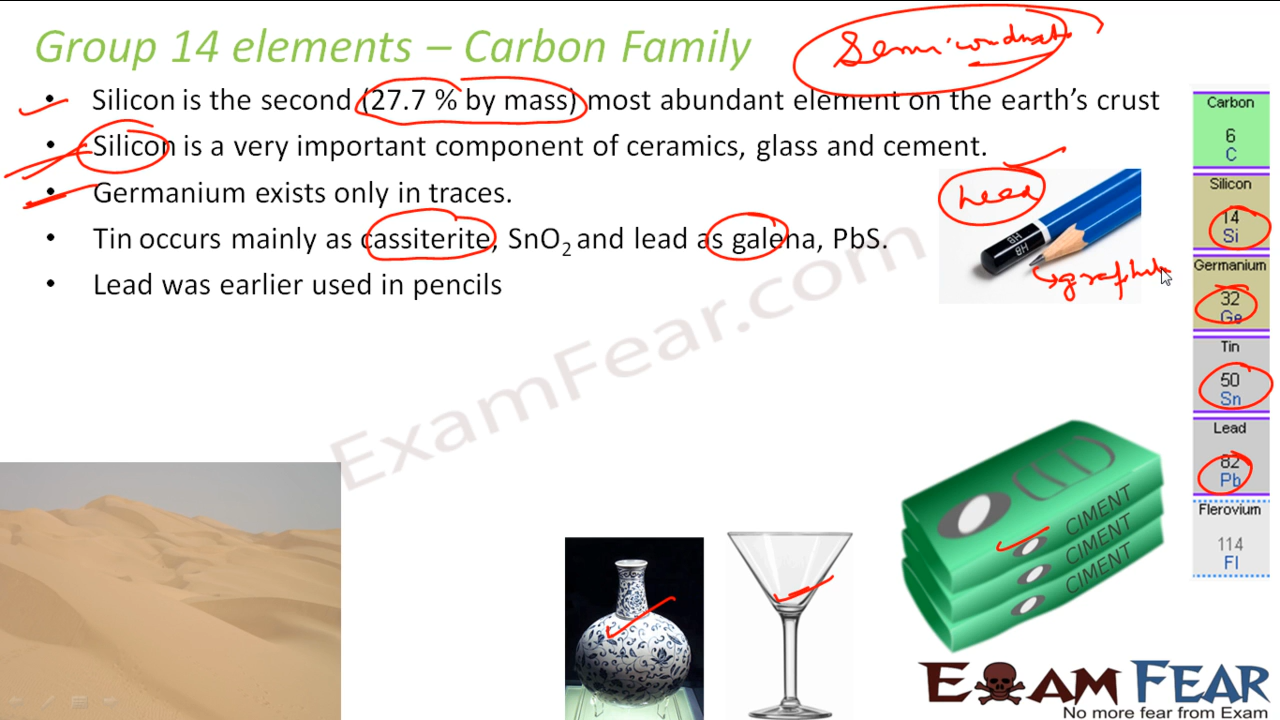 Group 14 elements – Carbon Family
• Silicon is the second (27.7 % by mass) most abundant element on the earth's crust
• Silicon is a very important component of ceramics, glass and cement.
• Germanium exists only in traces.
• Tin occurs mainly as cassiterite, SnO₂ and lead as galena, PbS.
• Lead was earlier used in pencils
Lead
HB
HB
Carbon
6
C
Silicon
14
Si
Germanium
32
Ge
Tin
50
Sn
Lead
82
Pb
Flerovium
114
Fl
ExamFear.com
CIMENT
CIMENT
CIMENT
EXAM FEAR
No more fear from Exam